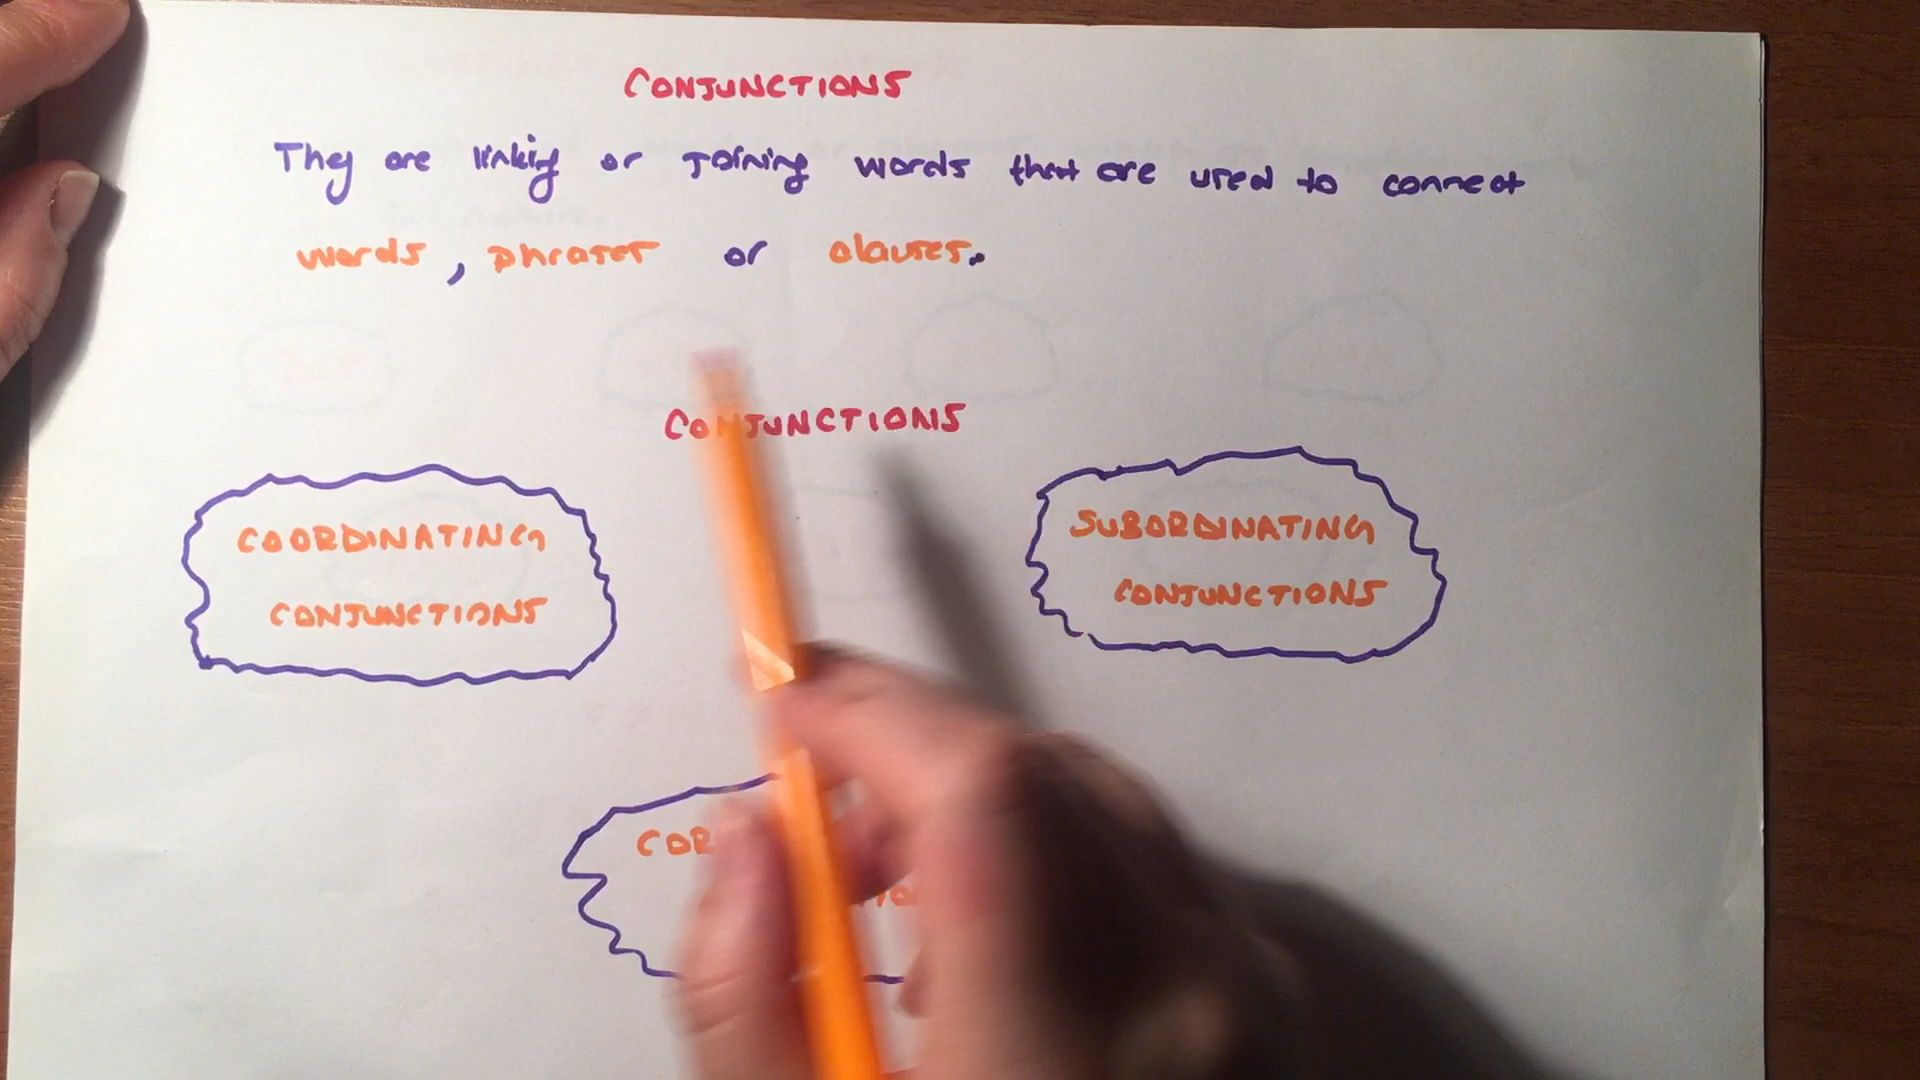 CONJUNCTIONS
They are linking or Joining words that are used to connect
words, phrases or clauses.
CONJUNCTIONS
COORDINATING
CONJUNCTIONS
SUBORDINATING
CONJUNCTIONS